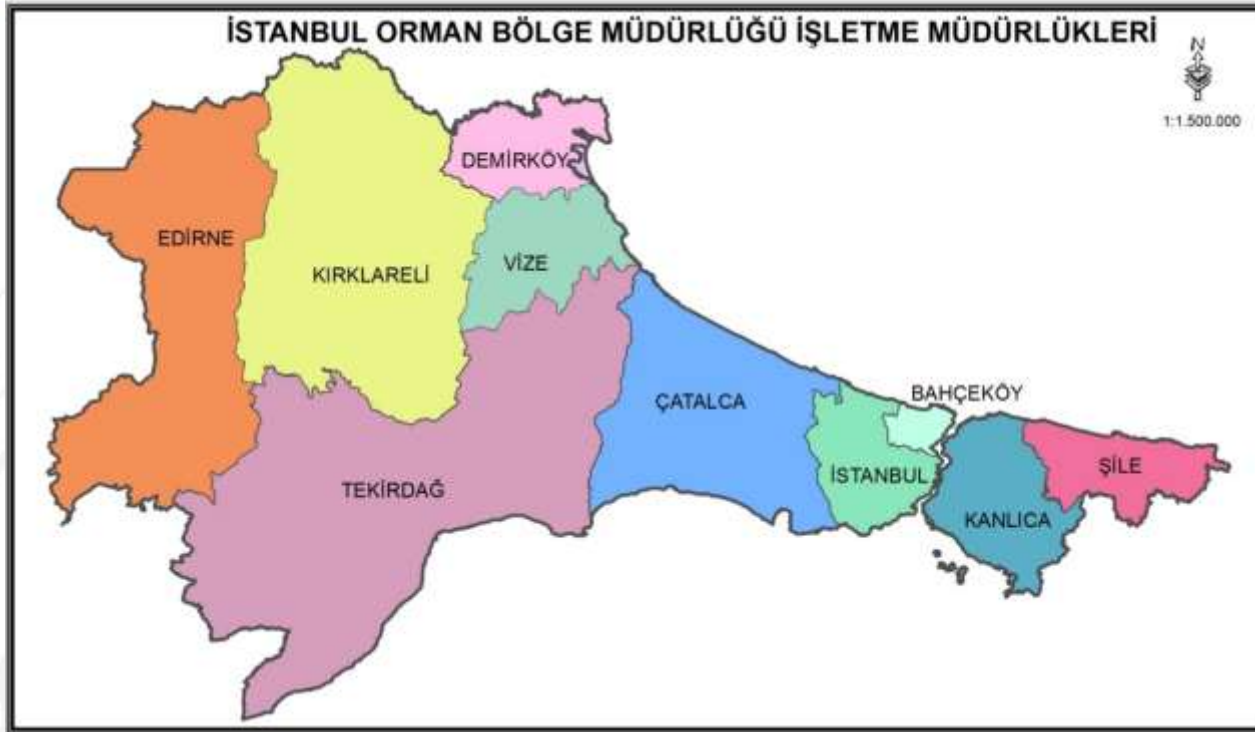 İSTANBUL ORMAN BÖLGE MÜDÜRLÜĞÜ İŞLETME MÜDÜRLÜKLERİ
N
1:1.500.000
DEMİRKÖY
EDİRNE
VİZE
KIRKLARELİ
BAHÇEKÖY
ÇATALCA
ŞİLE
İSTANBUL
TEKİRDAĞ
KANLICA